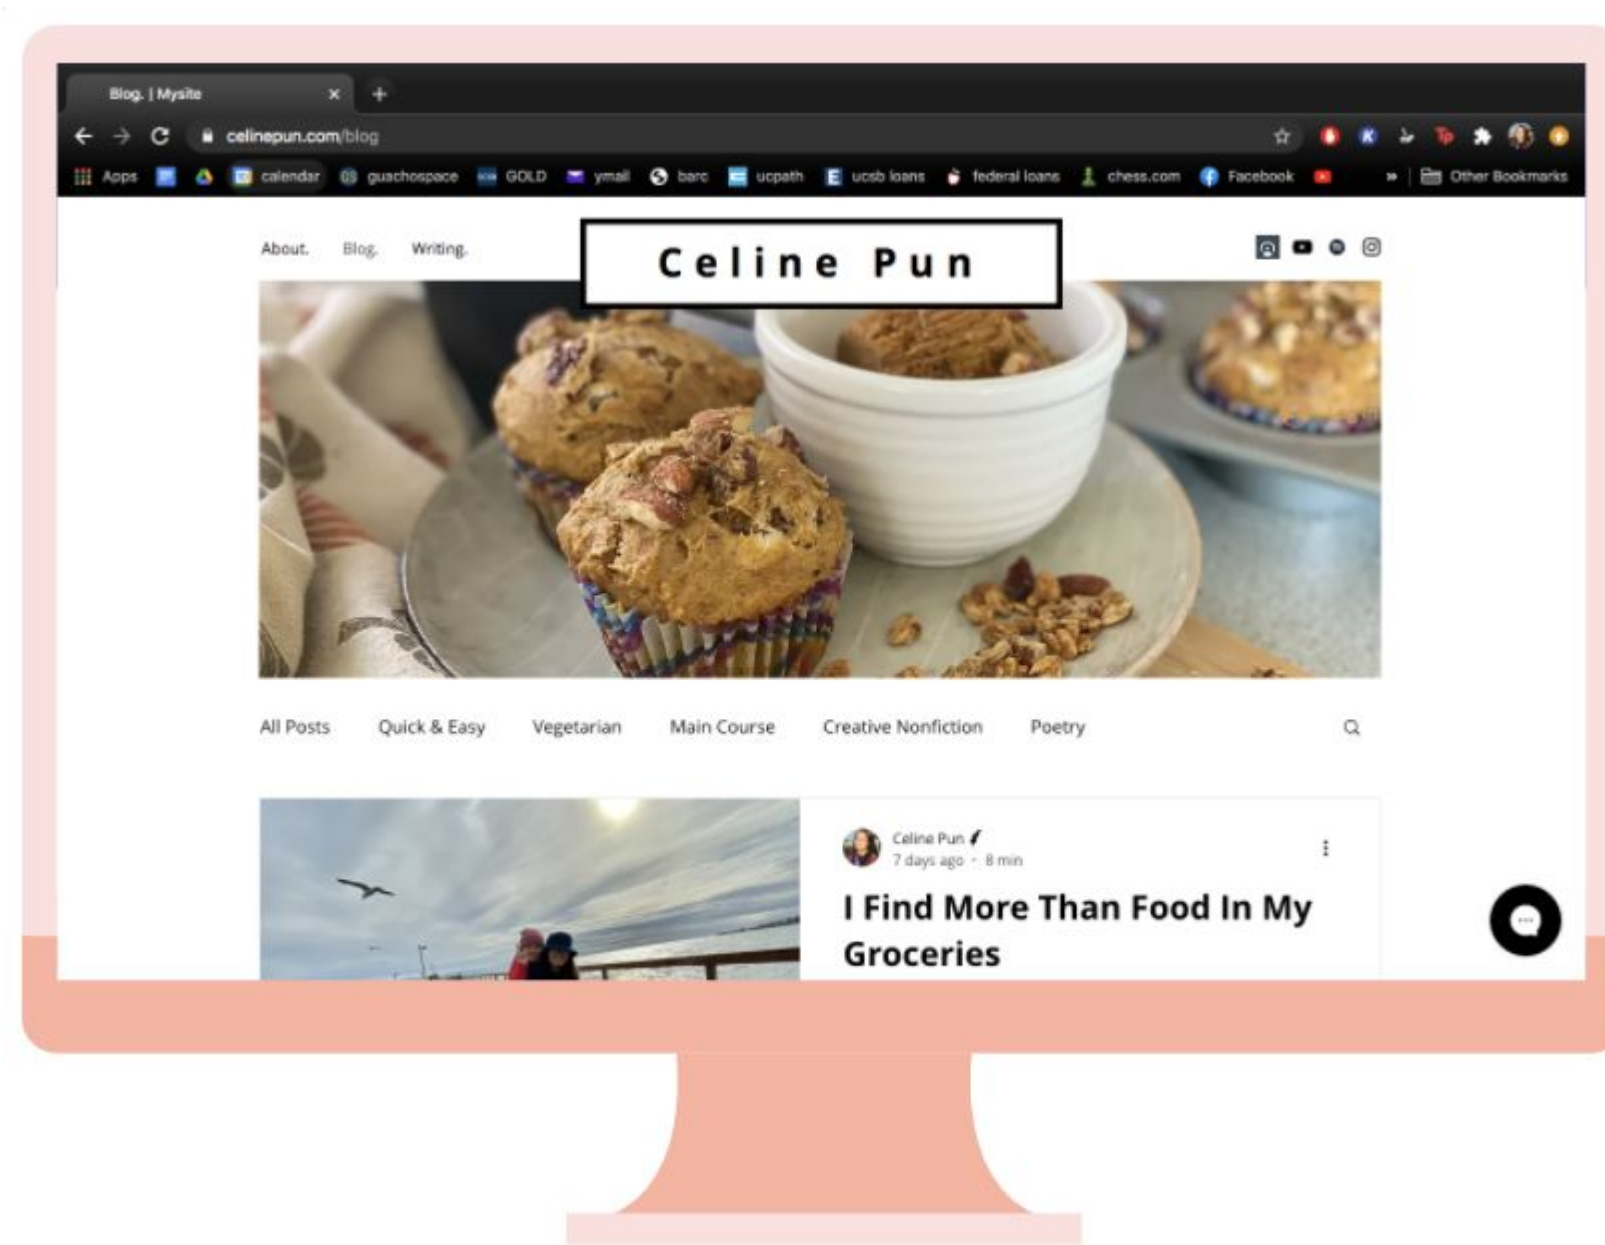 Blog. | Mysite
celinepun.com/blog
Apps calendar guachospace GOLD ymail barc ucpath ucsb loans federal loans chess.com Facebook » Other Bookmarks
About. Blog. Writing.
Celine Pun
All Posts Quick & Easy Vegetarian Main Course Creative Nonfiction Poetry
Celine Pun
7 days ago · 8 min
I Find More Than Food In My
Groceries